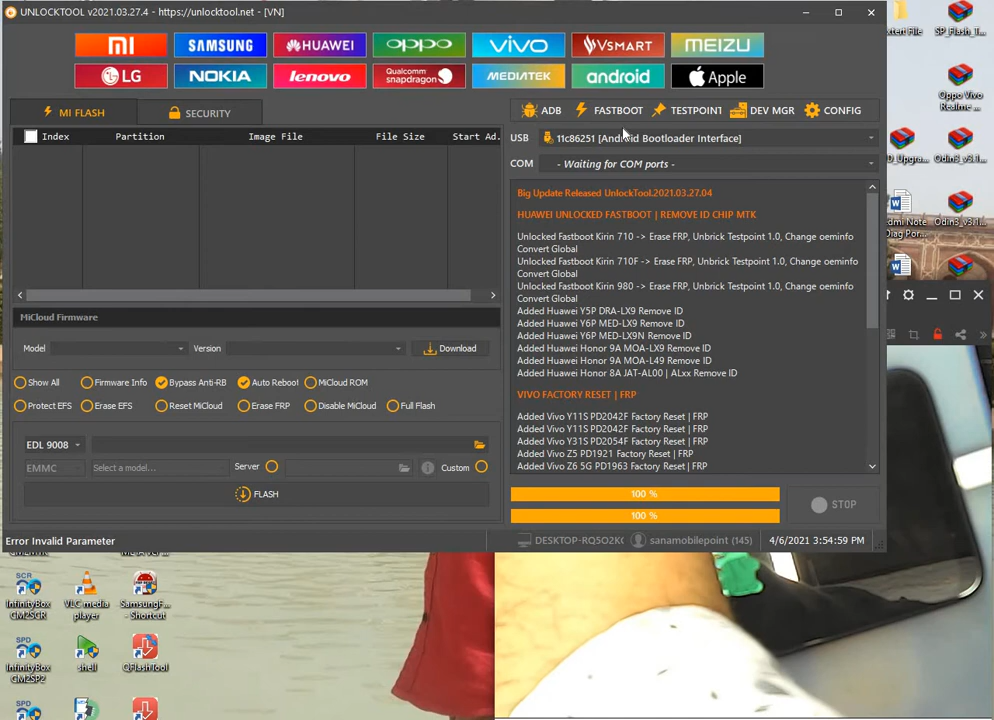 UNLOCKTOOL v2021.03.27.4 - https://unlocktool.net - [VN]
MI
SAMSUNG
HUAWEI
OPPO
VIVO
VSMART
MEIZU
LG
NOKIA
lenovo
Qualcomm snapdragon
MEDIATEK
android
Apple
MI FLASH
SECURITY
Index Partition Image File File Size Start Ad.
MiCloud Firmware
Model
Version
Download
Show All
Firmware Info
Bypass Anti-RB
Auto Reboot
MiCloud ROM
Protect EFS
Erase EFS
Reset MiCloud
Erase FRP
Disable MiCloud
Full Flash
EDL 9008
EMMC
Select a model...
Server
Custom
FLASH
Error Invalid Parameter
ADB
FASTBOOT
TESTPOINT
DEV MGR
CONFIG
USB
11c86251 [Android Bootloader Interface]
COM
- Waiting for COM ports -
Big Update Released UnlockTool.2021.03.27.04
HUAWEI UNLOCKED FASTBOOT | REMOVE ID CHIP MTK
Unlocked Fastboot Kirin 710 -> Erase FRP, Unbrick Testpoint 1.0, Change oeminfo
Convert Global
Unlocked Fastboot Kirin 710F -> Erase FRP, Unbrick Testpoint 1.0, Change oeminfo
Convert Global
Unlocked Fastboot Kirin 980 -> Erase FRP, Unbrick Testpoint 1.0, Change oeminfo
Convert Global
Added Huawei Y5P DRA-LX9 Remove ID
Added Huawei Y6P MED-LX9 Remove ID
Added Huawei Y6P MED-LX9N Remove ID
Added Huawei Honor 9A MOA-LX9 Remove ID
Added Huawei Honor 9A MOA-L49 Remove ID
Added Huawei Honor 8A JAT-AL00 | ALxx Remove ID
VIVO FACTORY RESET | FRP
Added Vivo Y11S PD2042F Factory Reset | FRP
Added Vivo Y12S PD2042F Factory Reset | FRP
Added Vivo Y31S PD2054F Factory Reset | FRP
Added Vivo Z5 PD1921 Factory Reset | FRP
Added Vivo Z6 5G PD1963 Factory Reset | FRP
100 %
100 %
STOP
sanamobilepoint (145)
4/6/2021 3:54:59 PM
SP_Flash_T...
Oppo Vivo
Realme ...
Odin3_v3.1...
Odin3_v3.1...
InfinityBox
CM2SCR
VLC media
player
SamsungF...
- Shortcut
InfinityBox
CM2SP2
shell
QFlashTool